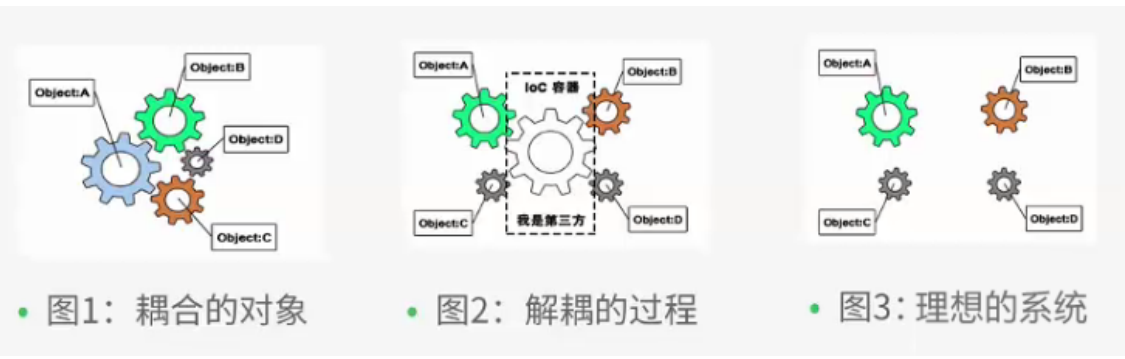 Object:A
Object:B
Object:D
Object:C
Object:A
IoC 容器
Object:B
Object:C
我是第三方
Object:D
Object:A
Object:B
Object:C
Object:D
• 图1：耦合的对象
• 图2：解耦的过程
• 图3：理想的系统